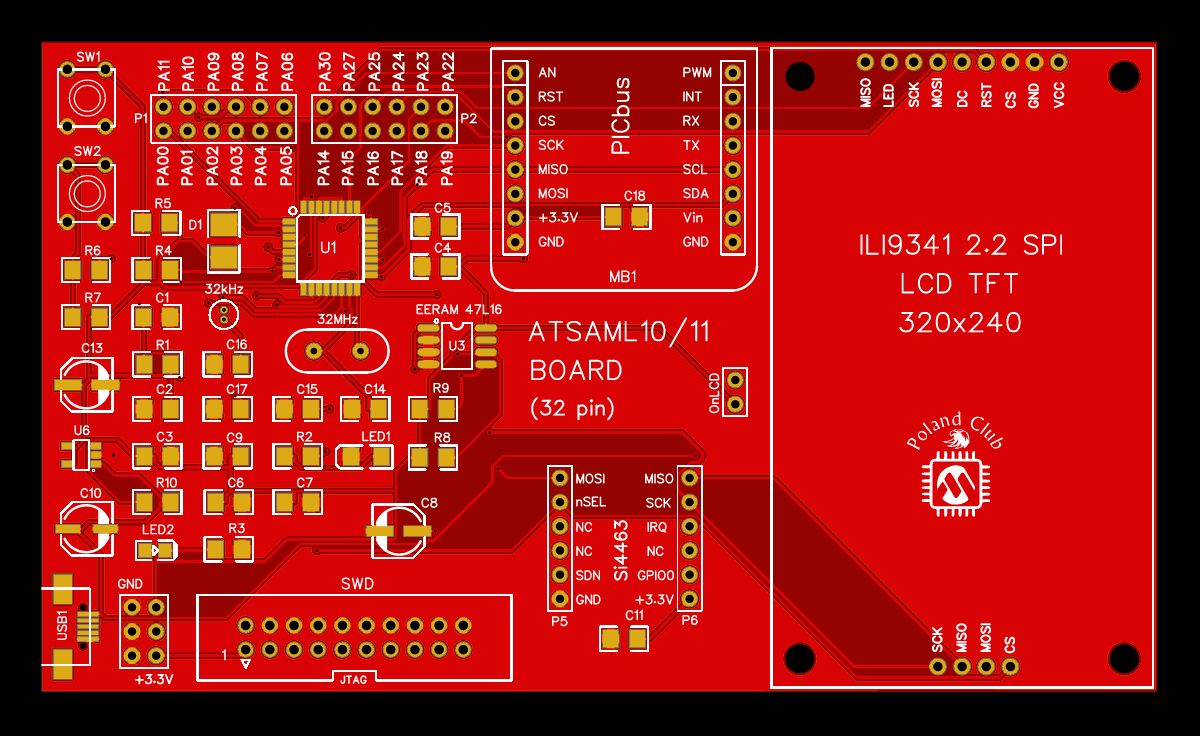 SW1
PA11
PA10
PA09
PA08
PA07
PA06
PA30
PA27
PA25
PA24
PA23
PA22
P1
P2
PA00
PA01
PA02
PA03
PA04
PA05
PA14
PA15
PA16
PA17
PA18
PA19
SW2
AN
RST
CS
SCK
MISO
MOSI
+3.3V
GND
PICbus
PWM
INT
RX
TX
SCL
SDA
Vin
GND
C18
MB1
MISO
LED
SCK
MOSI
DC
RST
CS
GND
VCC
R5
D1
U1
C5
C4
R6
R4
R7
C1
32kHz
32MHz
EERAM 47L16
U3
ILI9341 2.2 SPI
LCD TFT
320x240
ATSAML10/11
BOARD
(32 pin)
OnLCD
C13
R1
C16
C2
C17
C15
C14
R9
U6
C3
C9
R2
LED1
R8
Poland Club
C10
R10
C6
C7
C8
LED2
R3
MOSI
nSEL
NC
NC
SDN
GND
Si4463
MISO
SCK
IRQ
NC
GPIO0
+3.3V
P5
P6
C11
USB1
GND
+3.3V
SWD
1
JTAG
SCK
MISO
MOSI
CS